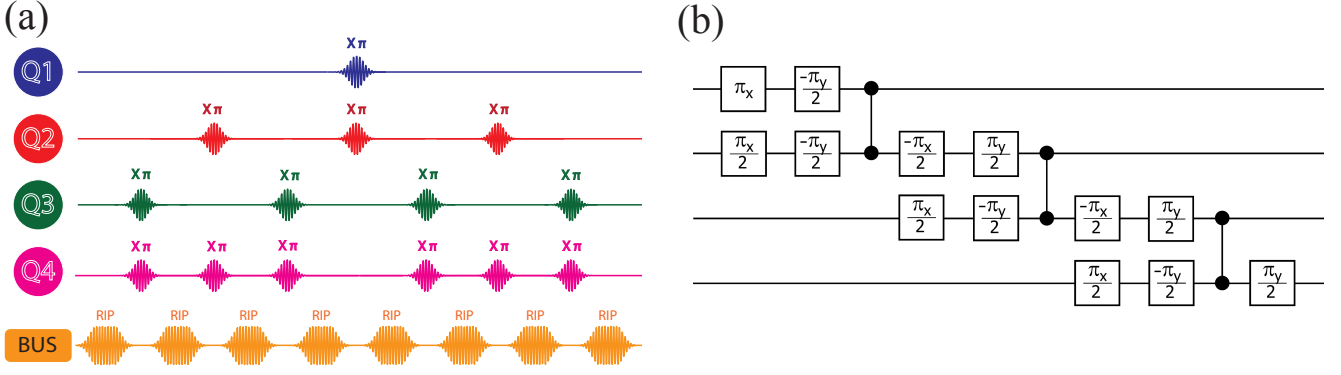 (a)
Xπ
Q1
Xπ Xπ Xπ
Q2
Xπ Xπ Xπ Xπ
Q3
Xπ Xπ Xπ Xπ Xπ Xπ
Q4
RIP RIP RIP RIP RIP RIP RIP RIP
BUS
(b)
πx -πy/2
πx/2 -πy/2 -πx/2 πy/2
πx/2 -πy/2 -πx/2 πy/2
πx/2 -πy/2 πy/2